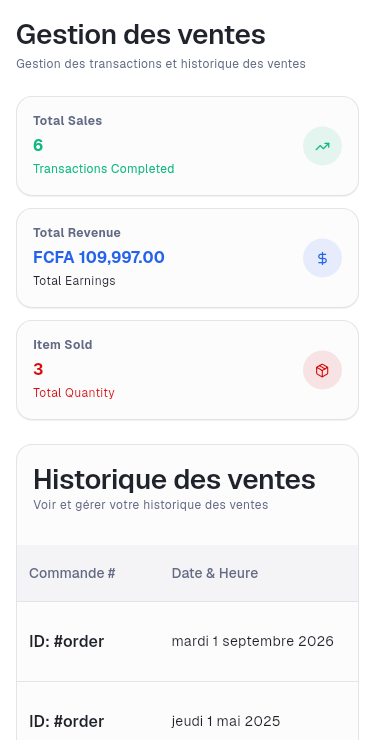 Gestion des ventes
Gestion des transactions et historique des ventes
Total Sales
6
Transactions Completed
Total Revenue
FCFA 109,997.00
Total Earnings
Item Sold
3
Total Quantity
Historique des ventes
Voir et gérer votre historique des ventes
Commande # Date & Heure
ID: #order mardi 1 septembre 2026
ID: #order jeudi 1 mai 2025